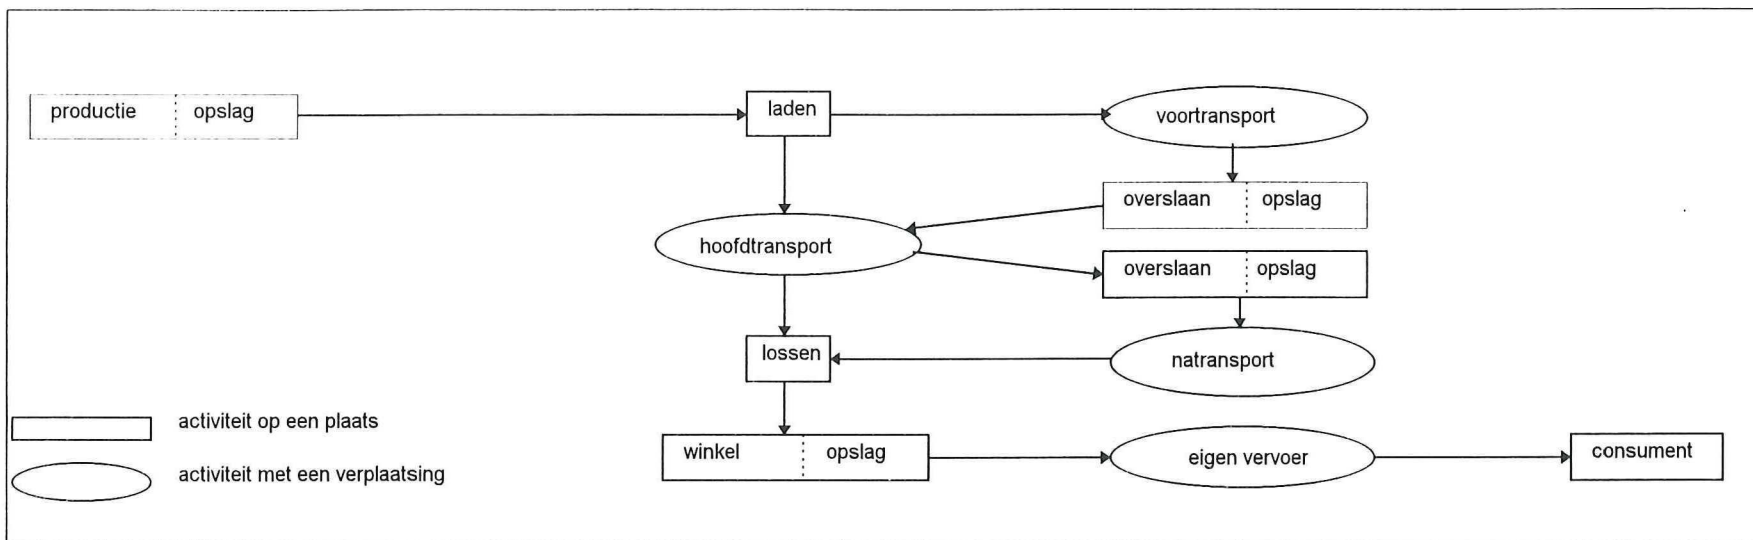 productie opslag
laden
voortransport
overslaan opslag
hoofdtransport
overslaan opslag
lossen
natransport
activiteit op een plaats
winkel opslag
eigen vervoer
consument
activiteit met een verplaatsing